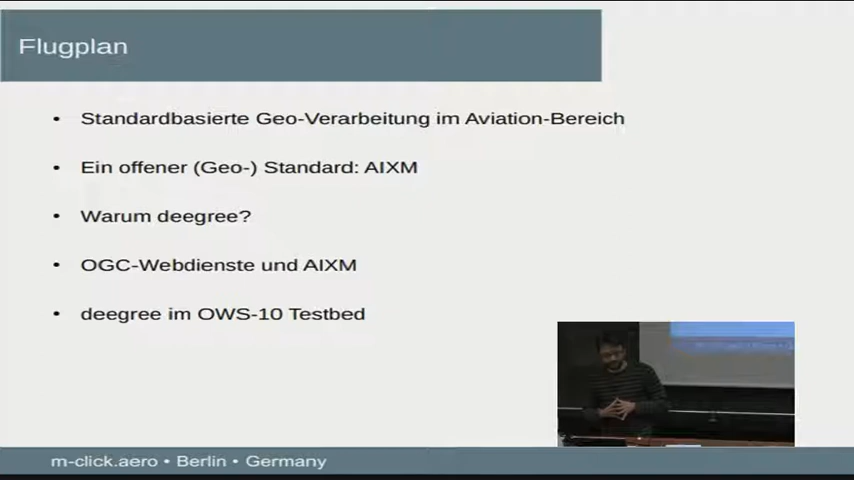 Flugplan
• Standardbasierte Geo-Verarbeitung im Aviation-Bereich
• Ein offener (Geo-) Standard: AIXM
• Warum deegree?
• OGC-Webdienste und AIXM
• deegree im OWS-10 Testbed
m-click.aero • Berlin • Germany